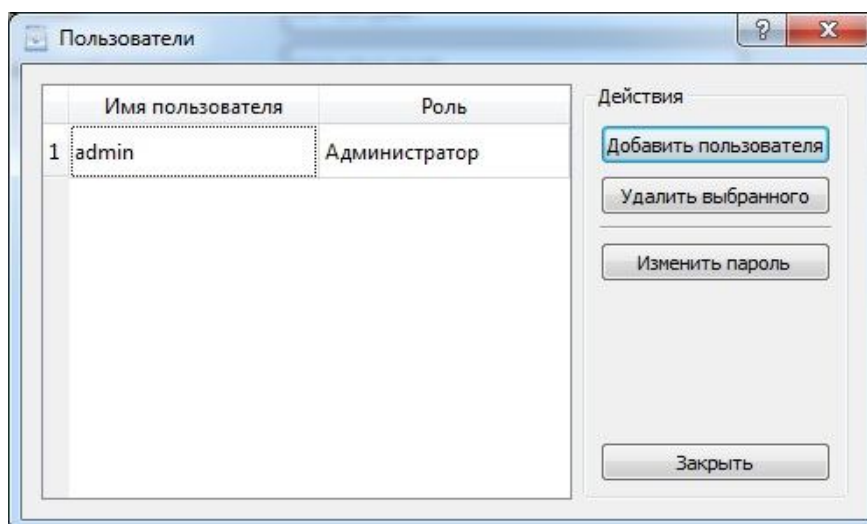 Пользователи
Имя пользователя Роль
1 admin Администратор
Действия
Добавить пользователя
Удалить выбранного
Изменить пароль
Закрыть